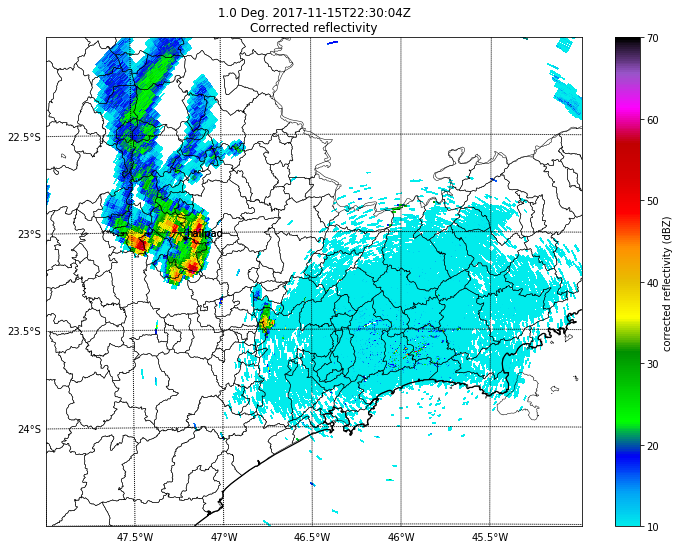 1.0 Deg. 2017-11-15T22:30:04Z
Corrected reflectivity
22.5°S
23°S
23.5°S
24°S
47.5°W
47°W
46.5°W
46°W
45.5°W
70
60
50
40
30
20
10
corrected reflectivity (dBZ)